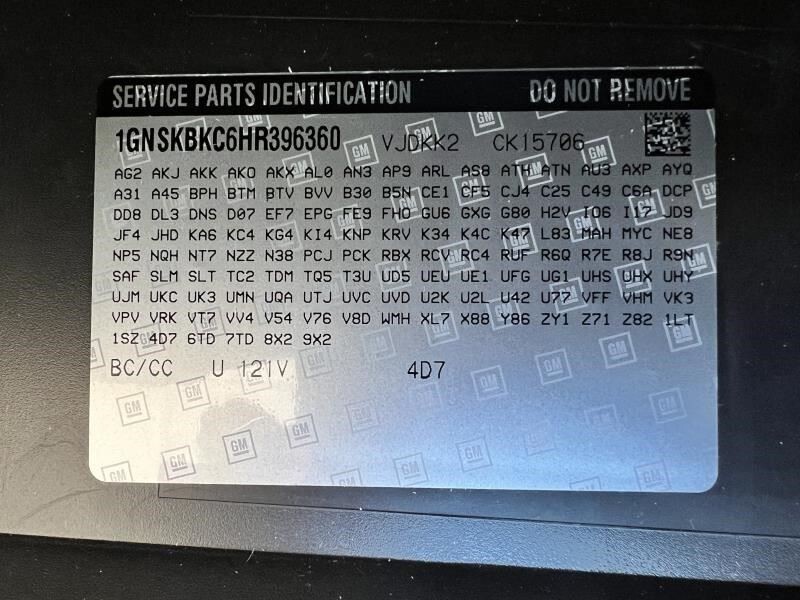 SERVICE PARTS IDENTIFICATION DO NOT REMOVE
1GNSKBKC6HR396360 VJDKK2 CK15706
AG2 AKJ AKK AKO AKX AL0 AN3 AP9 ARL AS8 ATH ATN AU3 AXP AYQ
A31 A45 BPH BTM BTV BVV B30 B5N CE1 CF5 CJ4 C25 C49 C6A DCP
DD8 DL3 DNS D07 EF7 EPG FE9 FHO GU6 GXG G80 H2V IO6 I17 JD9
JF4 JHD KA6 KC4 KG4 KI4 KNP KRV K34 K4C K47 L83 MAH MYC NE8
NP5 NQH NT7 NZZ N38 PCJ PCK RBX RCV RC4 RUF R6Q R7E R8J R9N
SAF SLM SLT TC2 TDM TQ5 T3U UD5 UEU UE1 UFG UG1 UHS UHX UHY
UJM UKC UK3 UMN UQA UTJ UVC UVD U2K U2L U42 U77 VFF VHM VK3
VPV VRK VT7 VV4 V54 V76 V8D WMH XL7 X88 Y86 ZY1 Z71 Z82 1LT
1SZ 4D7 6TD 7TD 8X2 9X2
BC/CC U 121V 4D7